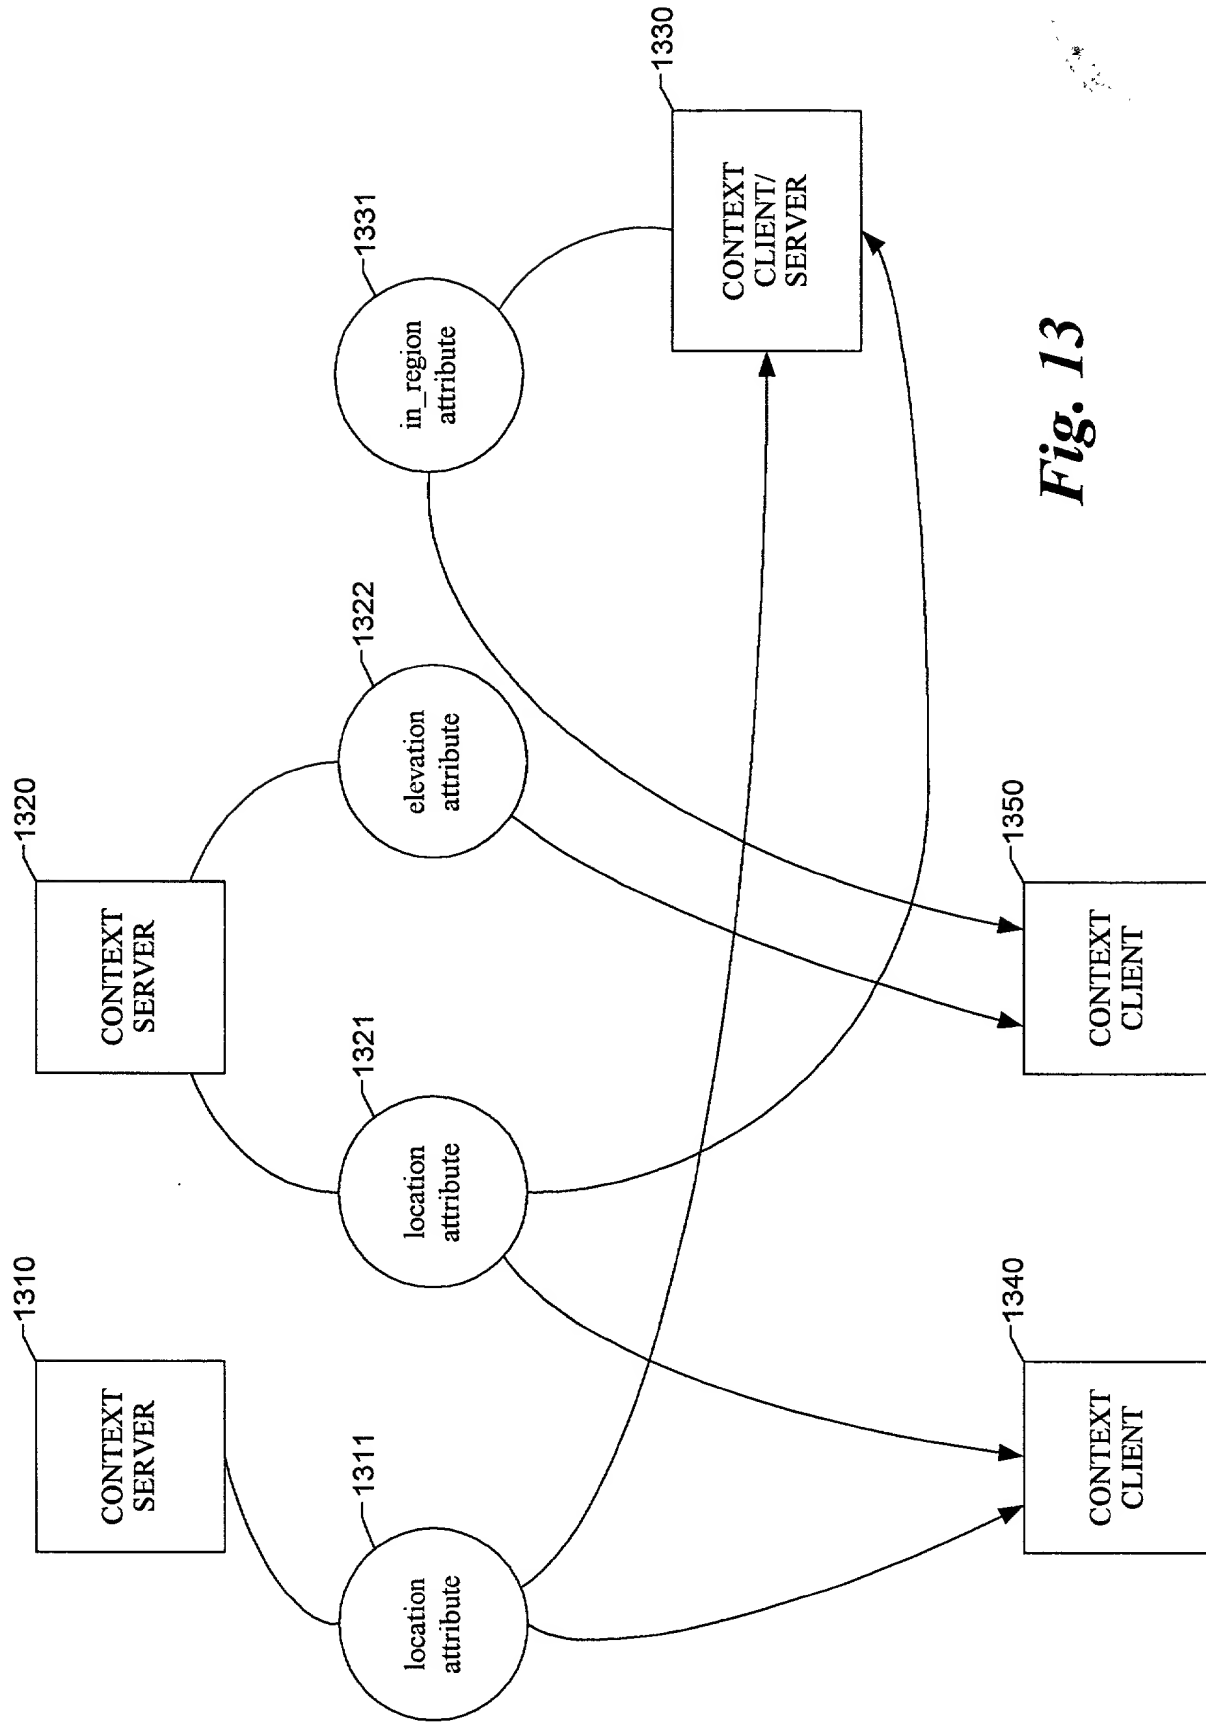 1310
CONTEXT
SERVER
1320
CONTEXT
SERVER
1311
location
attribute
1321
location
attribute
1322
elevation
attribute
1331
in_region
attribute
1330
CONTEXT
CLIENT/
SERVER
1340
CONTEXT
CLIENT
1350
CONTEXT
CLIENT
Fig. 13